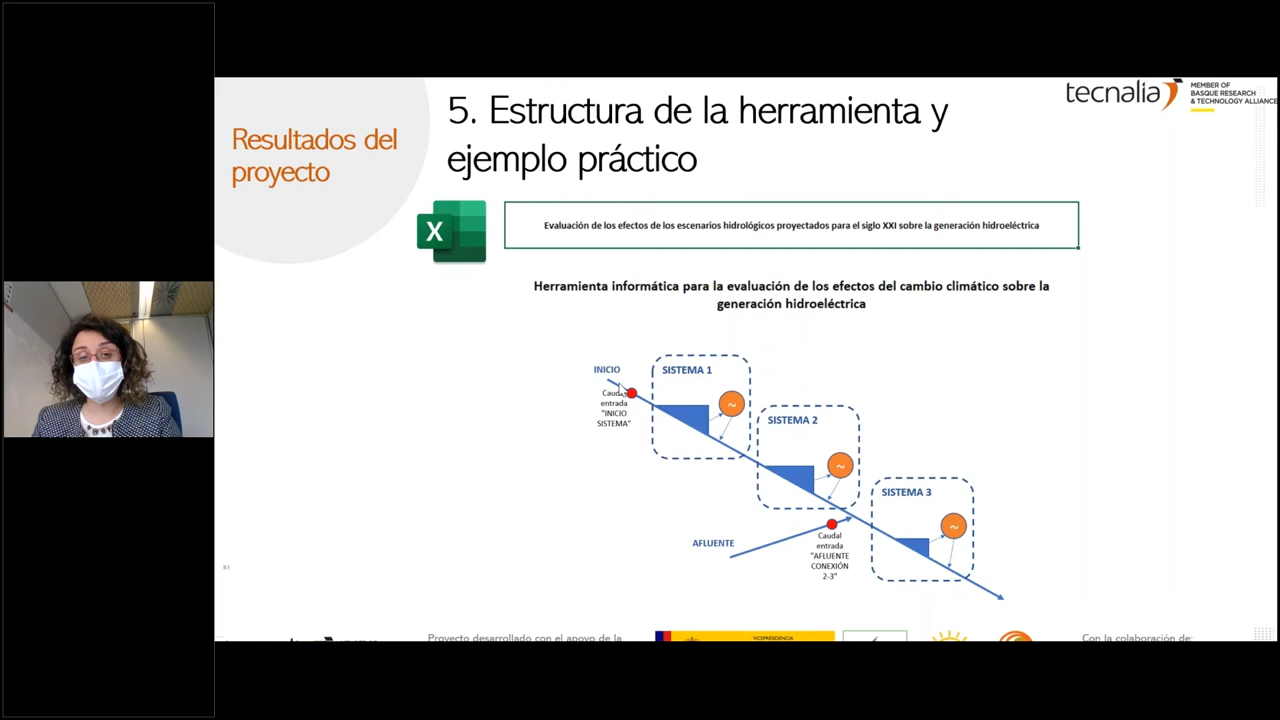 Resultados del
proyecto
5. Estructura de la herramienta y
ejemplo práctico
tecnalia
MEMBER OF
BASQUE RESEARCH
& TECHNOLOGY ALLIANCE
X
Evaluación de los efectos de los escenarios hidrológicos proyectados para el siglo XXI sobre la generación hidroeléctrica
Herramienta informática para la evaluación de los efectos del cambio climático sobre la
generación hidroeléctrica
INICIO
Caudal
entrada
"INICIO
SISTEMA"
SISTEMA 1
~
SISTEMA 2
~
SISTEMA 3
~
AFLUENTE
Caudal
entrada
"AFLUENTE
CONEXIÓN
2-3"
81
Proyecto desarrollado con el apoyo de la
VICEPRESIDENCIA
Con la colaboración de: